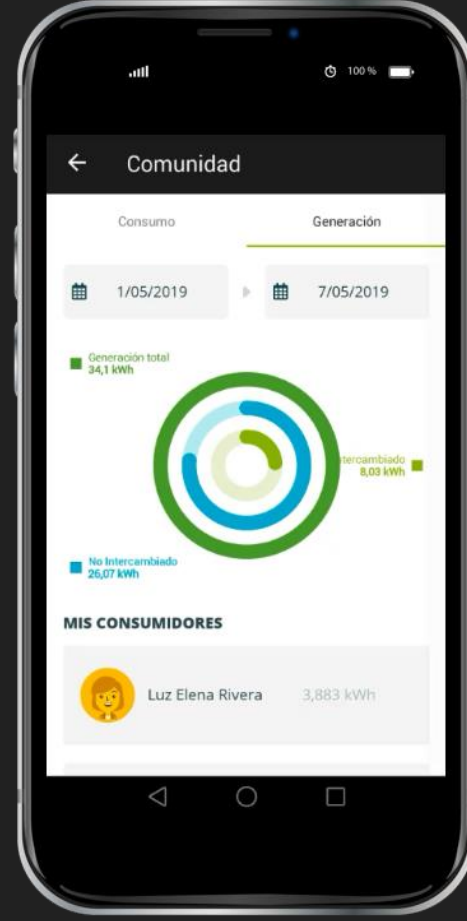 100 %
Comunidad
Consumo
Generación
1/05/2019
7/05/2019
Generación total
34,1 kWh
tercambiado
8,03 kWh
No Intercambiado
26,07 kWh
MIS CONSUMIDORES
Luz Elena Rivera
3,883 kWh